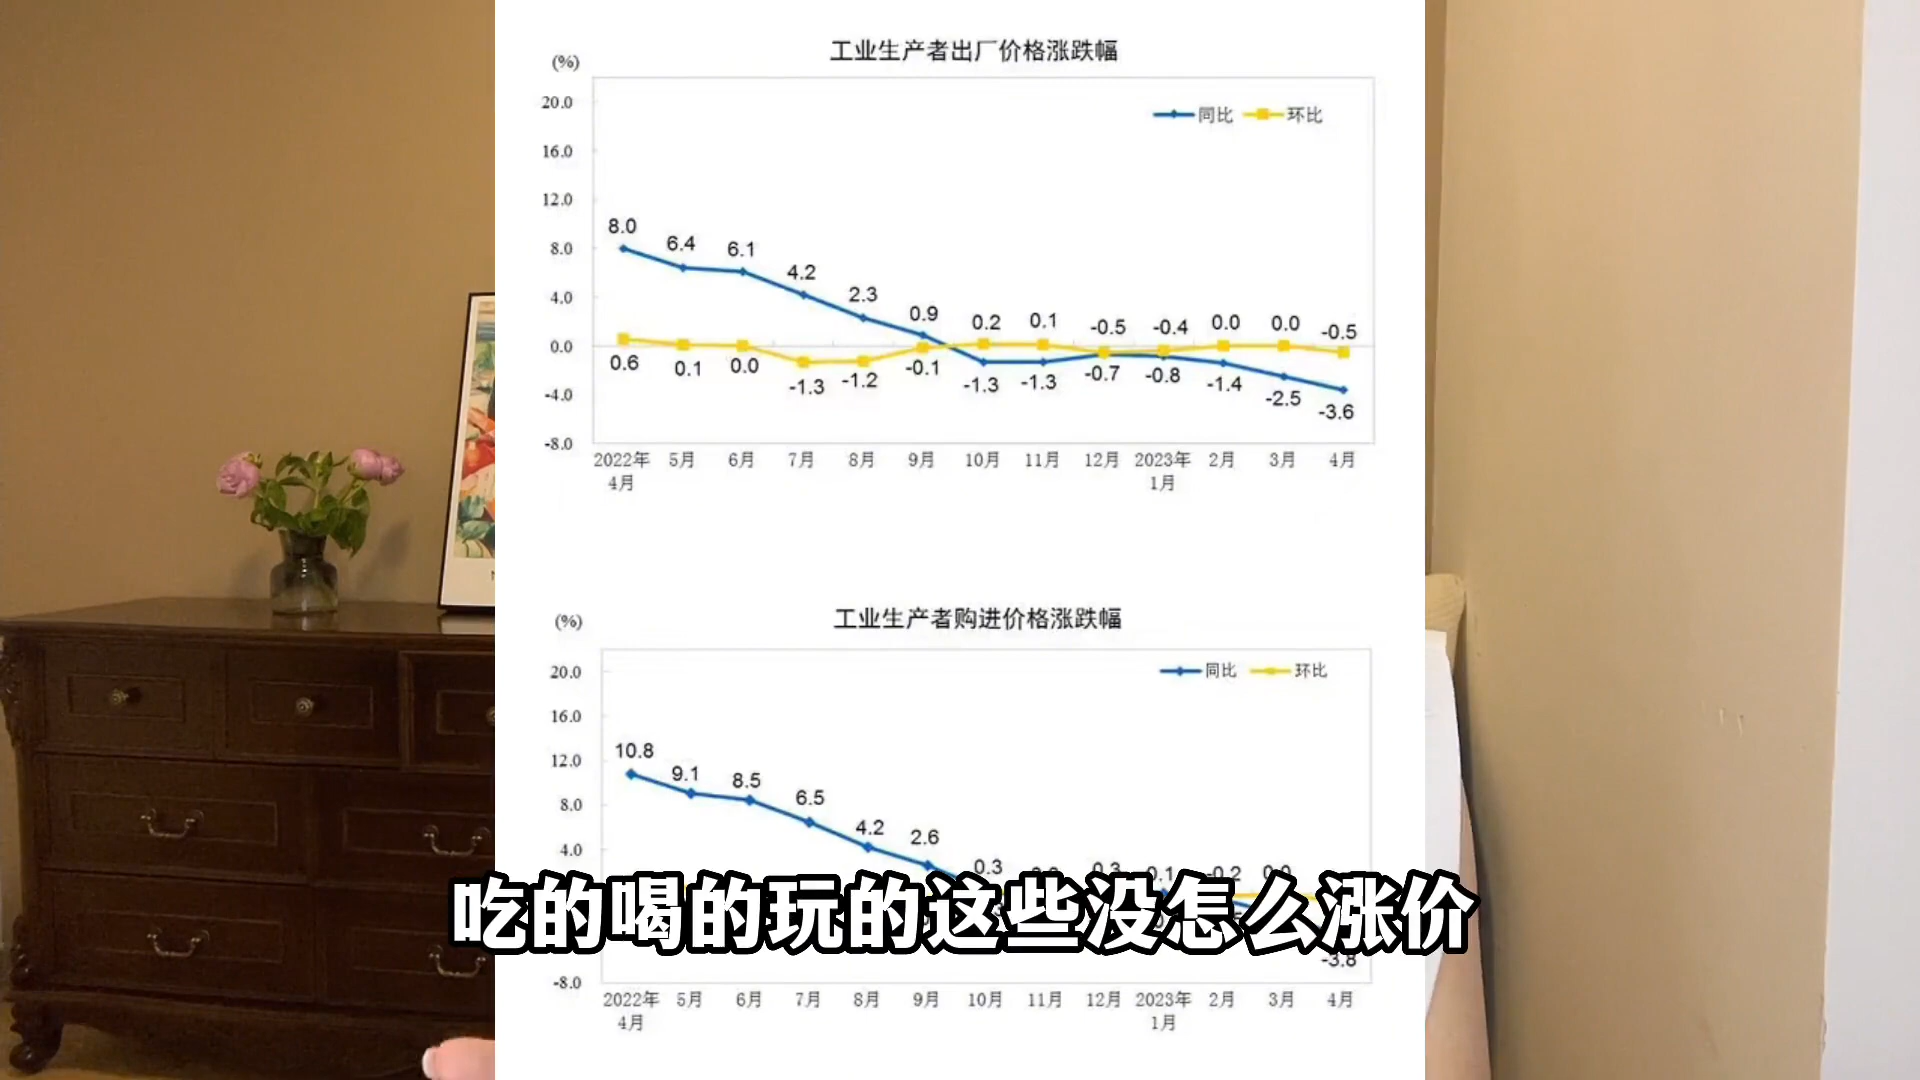 工业生产者出厂价格涨跌幅
(%)
同比 环比
20.0
16.0
12.0
8.0
4.0
0.0
-4.0
-8.0
8.0 6.4 6.1 4.2 2.3 0.9 0.2 0.1 -0.5 -0.4 0.0 0.0 -0.5
0.6 0.1 0.0 -1.3 -1.2 -0.1 -1.3 -1.3 -0.7 -0.8 -1.4 -2.5 -3.6
2022年 5月 6月 7月 8月 9月 10月 11月 12月 2023年 2月 3月 4月
4月 1月
工业生产者购进价格涨跌幅
(%)
同比 环比
20.0
16.0
12.0
8.0
4.0
-8.0
10.8 9.1 8.5 6.5 4.2 2.6 0.3
吃的喝的玩的这些没怎么涨价
-3.8
2022年 5月 6月 7月 8月 9月 10月 11月 12月 2023年 2月 3月 4月
4月 1月